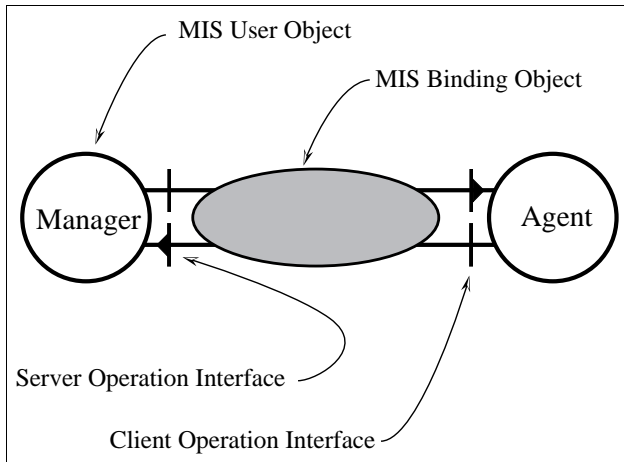 MIS User Object
MIS Binding Object
Manager
Agent
Server Operation Interface
Client Operation Interface